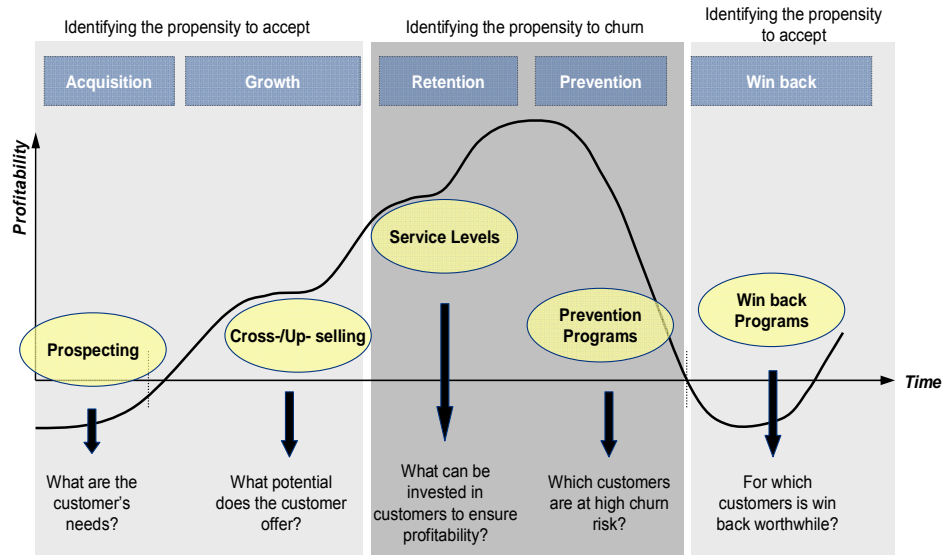 Identifying the propensity to accept
Identifying the propensity to churn
Identifying the propensity
to accept
Acquisition
Growth
Retention
Prevention
Win back
Profitability
Service Levels
Prospecting
Cross-/Up- selling
Prevention
Programs
Win back
Programs
Time
What are the
customer's
needs?
What potential
does the customer
offer?
What can be
invested in
customers to ensure
profitability?
Which customers
are at high churn
risk?
For which
customers is win
back worthwhile?